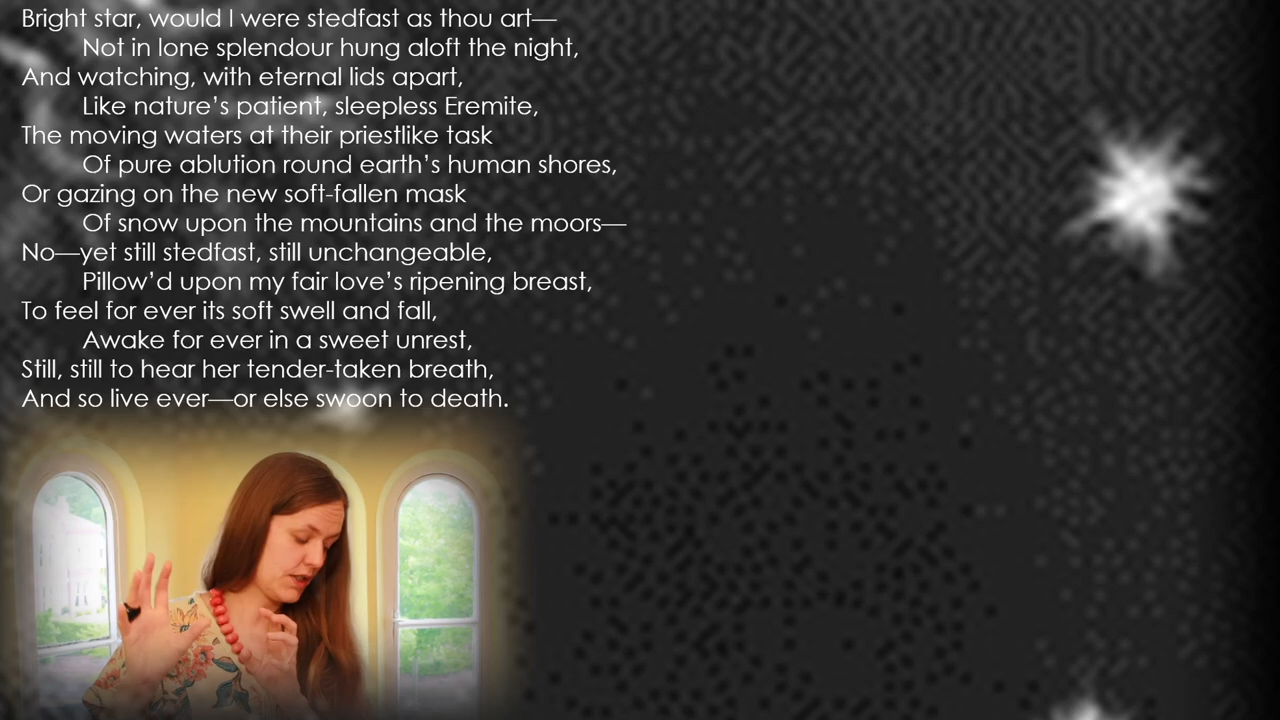 Bright star, would I were stedfast as thou art—
Not in lone splendour hung aloft the night,
And watching, with eternal lids apart,
Like nature’s patient, sleepless Eremite,
The moving waters at their priestlike task
Of pure ablution round earth’s human shores,
Or gazing on the new soft-fallen mask
Of snow upon the mountains and the moors—
No—yet still stedfast, still unchangeable,
Pillow’d upon my fair love’s ripening breast,
To feel for ever its soft swell and fall,
Awake for ever in a sweet unrest,
Still, still to hear her tender-taken breath,
And so live ever—or else swoon to death.